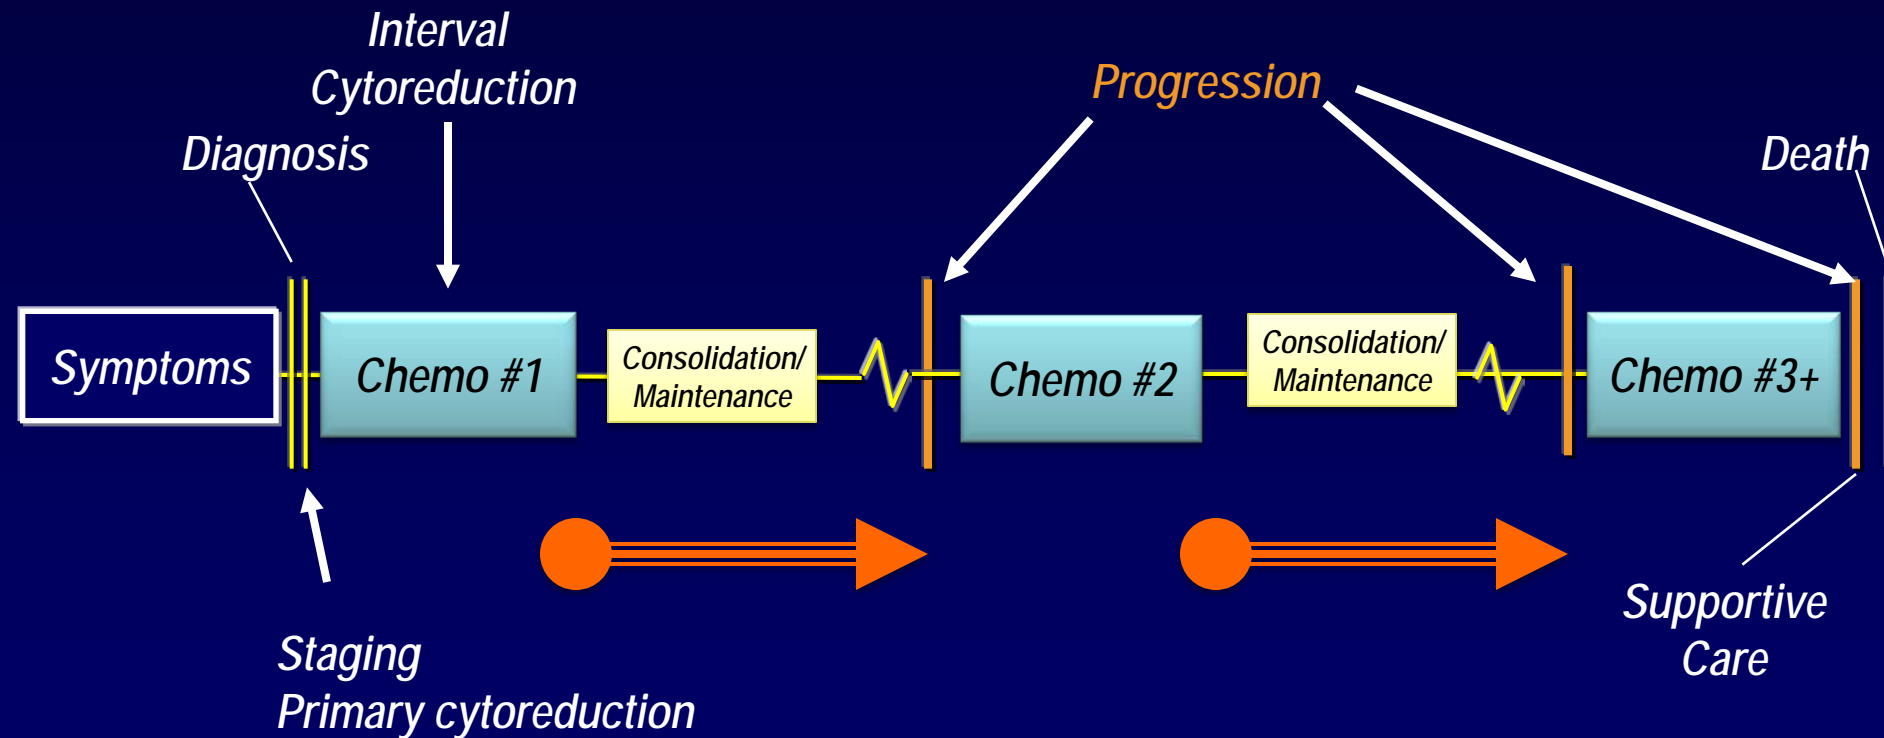 Interval
Cytoreduction
Progression
Diagnosis
Death
Symptoms
Chemo #1
Consolidation/
Maintenance
Chemo #2
Consolidation/
Maintenance
Chemo #3+
Supportive
Care
Staging
Primary cytoreduction